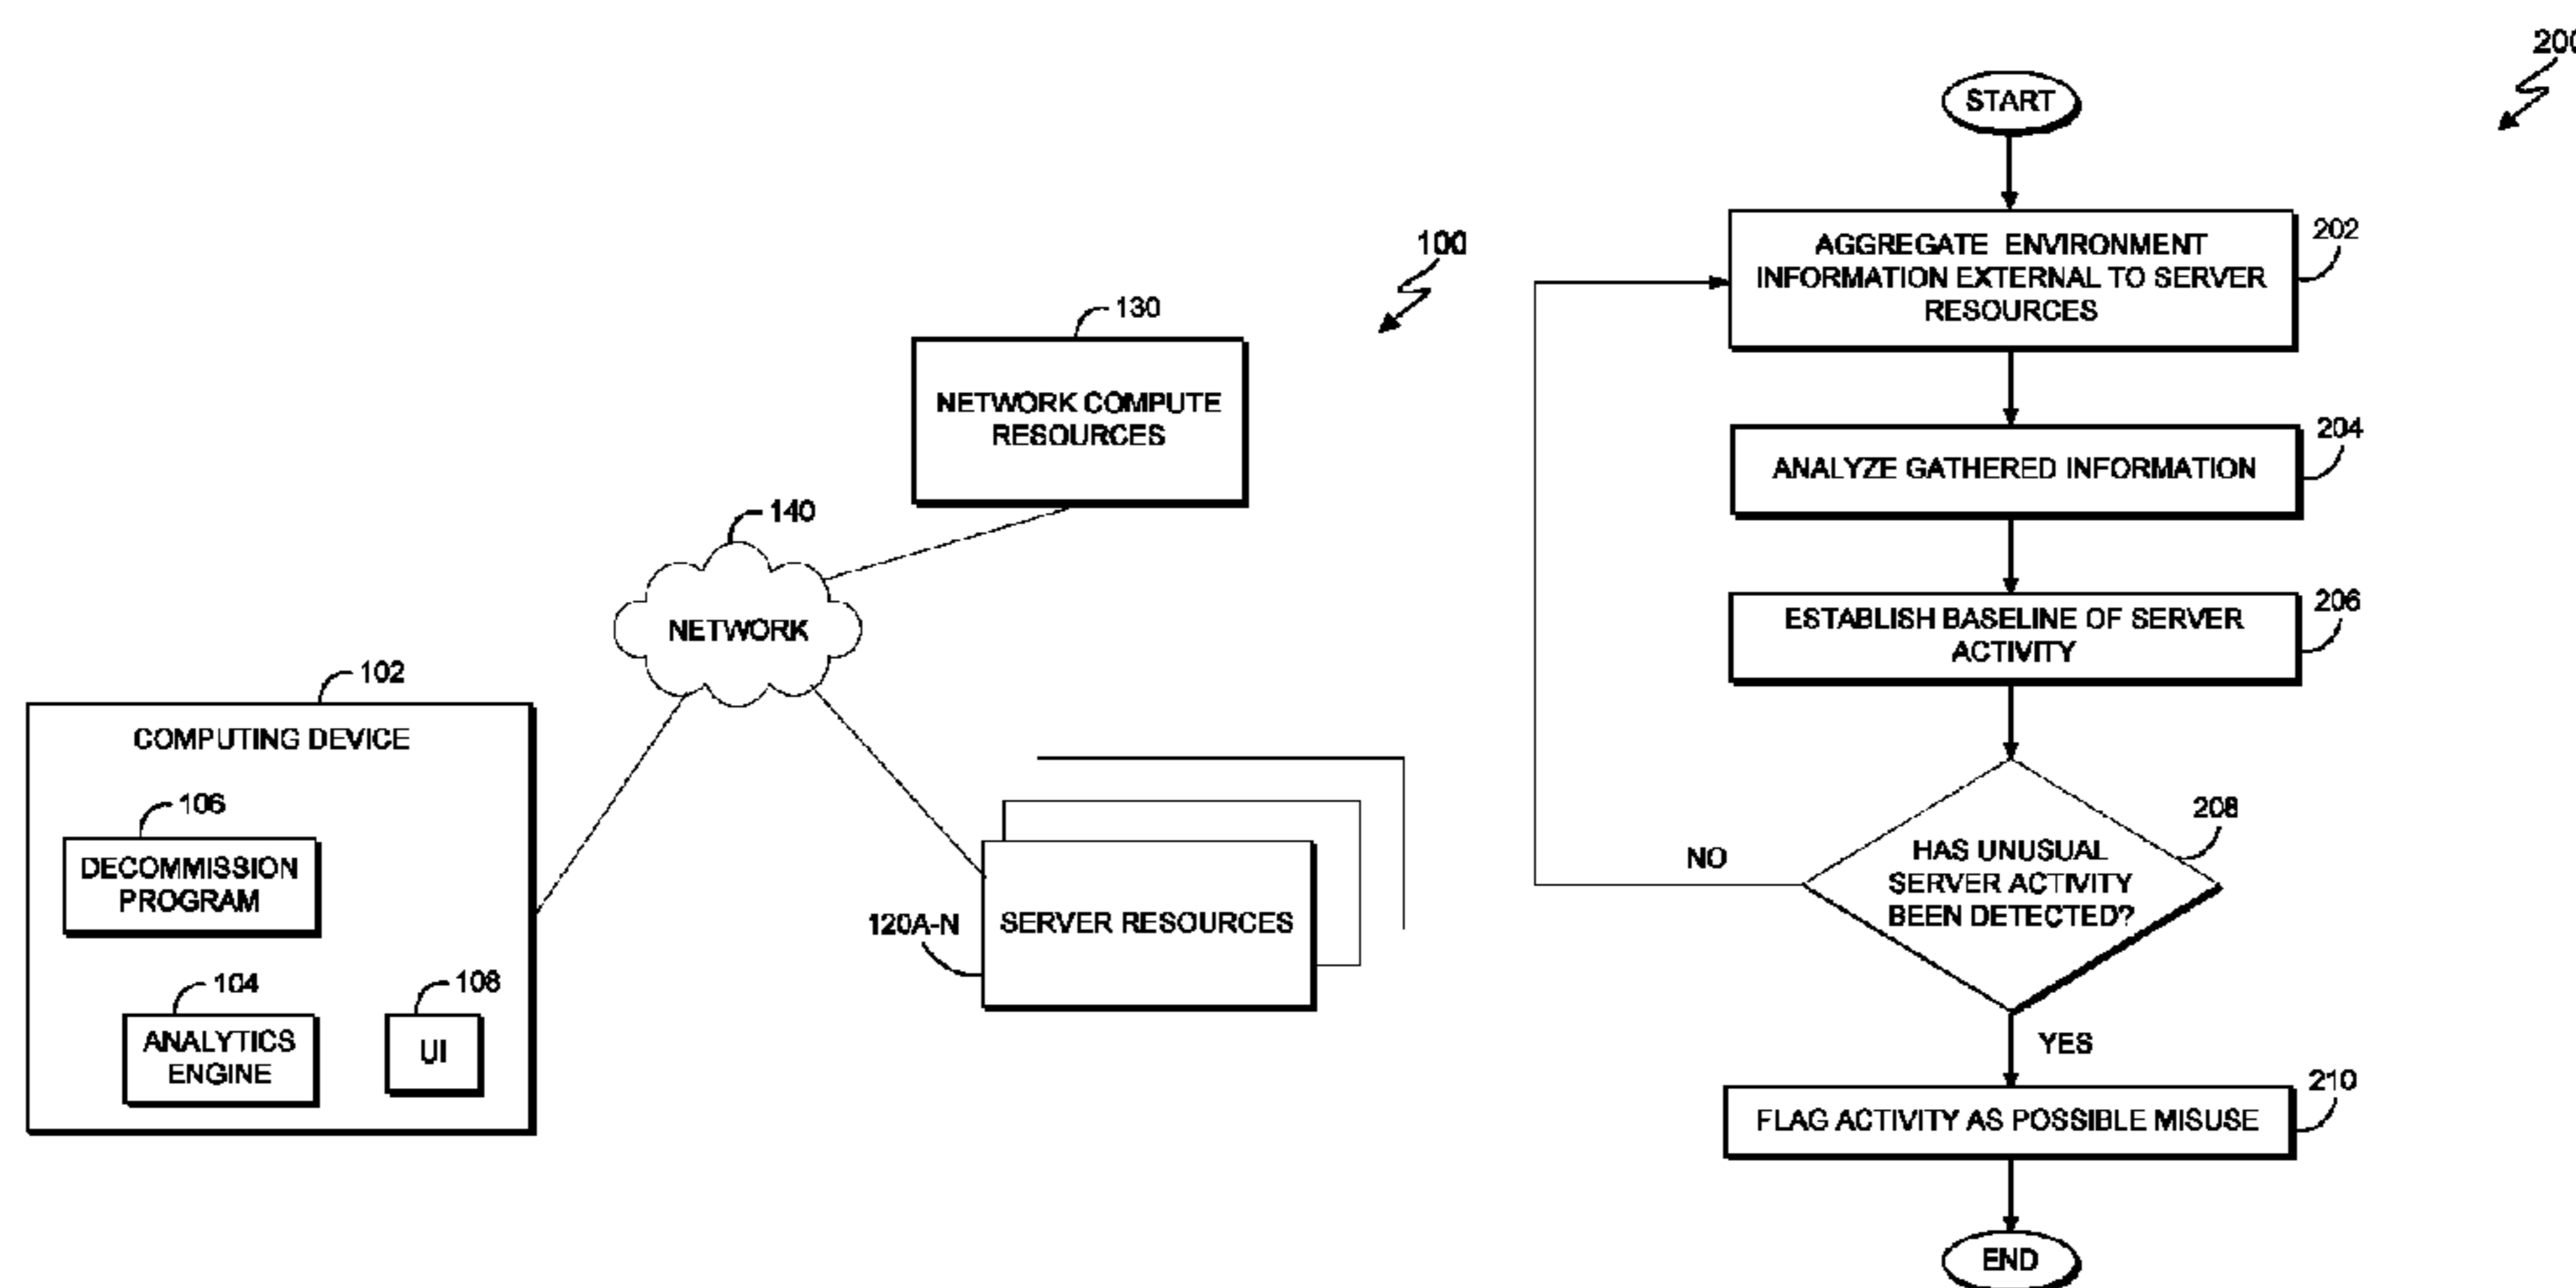 100
130
NETWORK COMPUTE
RESOURCES
140
NETWORK
102
COMPUTING DEVICE
106
DECOMMISSION
PROGRAM
104
ANALYTICS
ENGINE
108
UI
120A-N
SERVER RESOURCES
200
START
202
AGGREGATE ENVIRONMENT
INFORMATION EXTERNAL TO SERVER
RESOURCES
204
ANALYZE GATHERED INFORMATION
206
ESTABLISH BASELINE OF SERVER
ACTIVITY
208
HAS UNUSUAL
SERVER ACTIVITY
BEEN DETECTED?
NO
YES
210
FLAG ACTIVITY AS POSSIBLE MISUSE
END